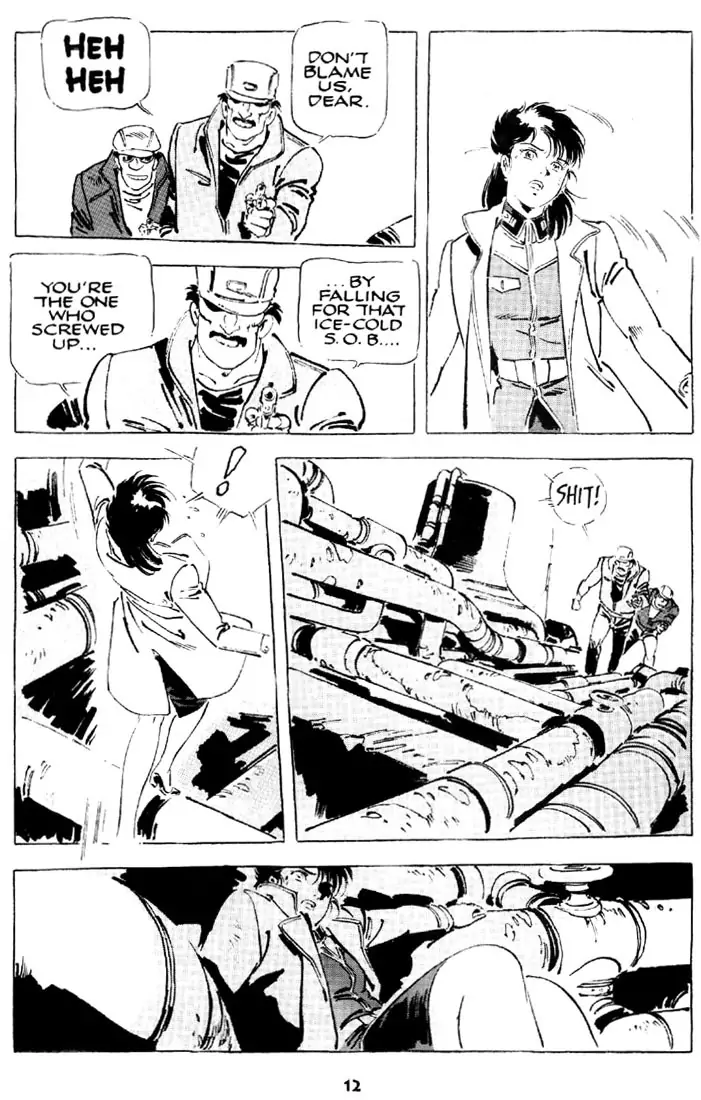 HEH
HEH
DON'T
BLAME
US,
DEAR.
YOU'RE
THE ONE
WHO
SCREWED
UP...
...BY
FALLING
FOR THAT
ICE-COLD
S.O.B....
!
SHIT!
12